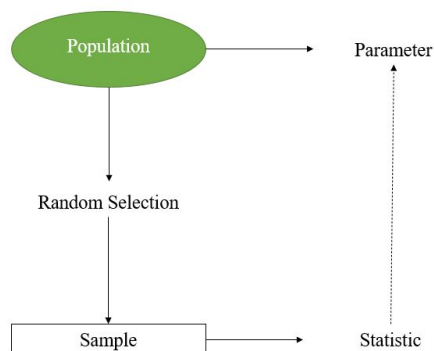 Population
Parameter
Random Selection
Sample
Statistic